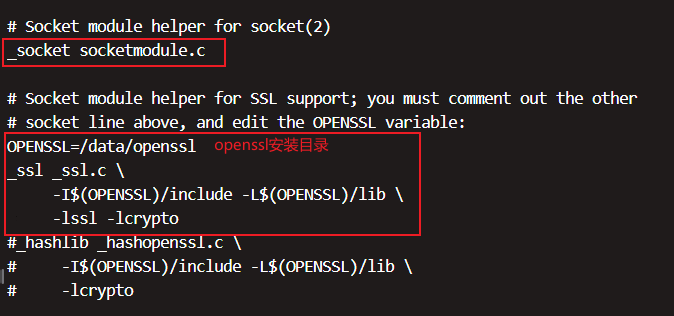 # Socket module helper for socket(2)
_socket socketmodule.c
# Socket module helper for SSL support; you must comment out the other
# socket line above, and edit the OPENSSL variable:
OPENSSL=/data/openssl openssl安装目录
_ssl _ssl.c \
-I$(OPENSSL)/include -L$(OPENSSL)/lib \
-lssl -lcrypto
#_hashlib _hashopenssl.c \
# -I$(OPENSSL)/include -L$(OPENSSL)/lib \
# -lcrypto